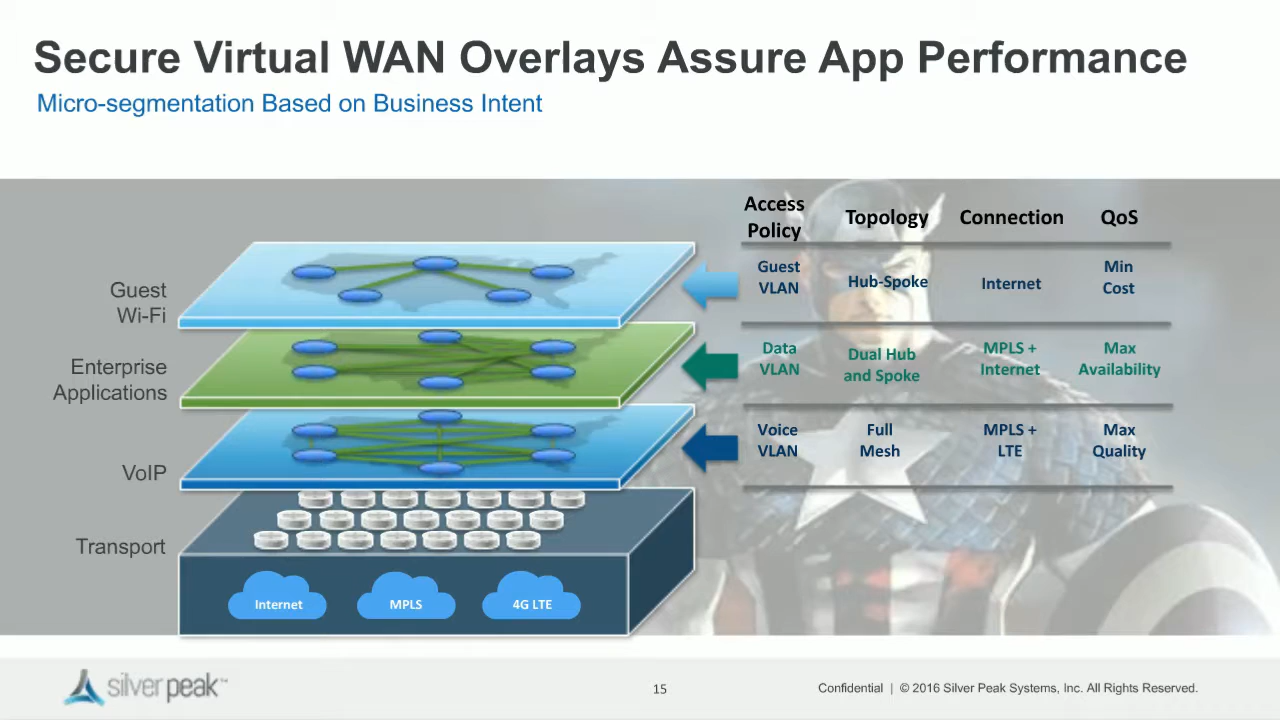 Secure Virtual WAN Overlays Assure App Performance
Micro-segmentation Based on Business Intent
Access
Policy
Topology
Connection
QoS
Guest
Wi-Fi
Guest
VLAN
Hub-Spoke
Internet
Min
Cost
Enterprise
Applications
Data
VLAN
Dual Hub
and Spoke
MPLS +
Internet
Max
Availability
VoIP
Voice
VLAN
Full
Mesh
MPLS +
LTE
Max
Quality
Transport
Internet
MPLS
4G LTE
silver peak™
15
Confidential | © 2016 Silver Peak Systems, Inc. All Rights Reserved.